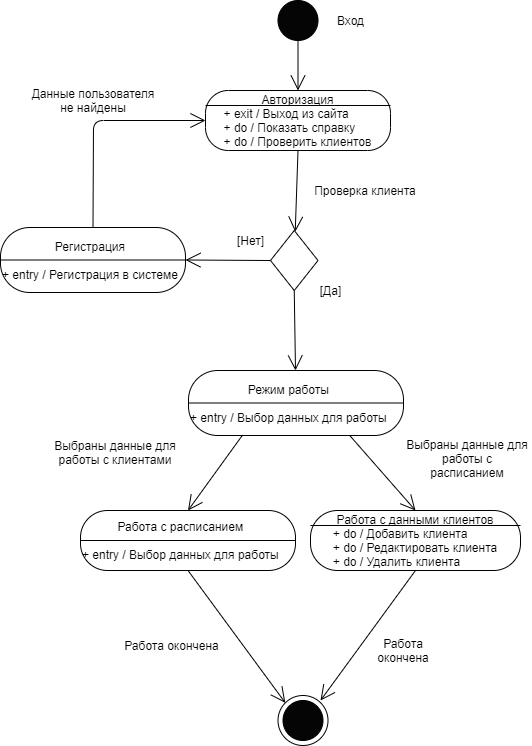 Вход
Данные пользователя
не найдены
Авторизация
+ exit / Выход из сайта
+ do / Показать справку
+ do / Проверить клиентов
Проверка клиента
[Нет]
Регистрация
+ entry / Регистрация в системе
[Да]
Режим работы
+ entry / Выбор данных для работы
Выбраны данные для
работы с клиентами
Выбраны данные для
работы с
расписанием
Работа с расписанием
+ entry / Выбор данных для работы
Работа с данными клиентов
+ do / Добавить клиента
+ do / Редактировать клиента
+ do / Удалить клиента
Работа окончена
Работа
окончена